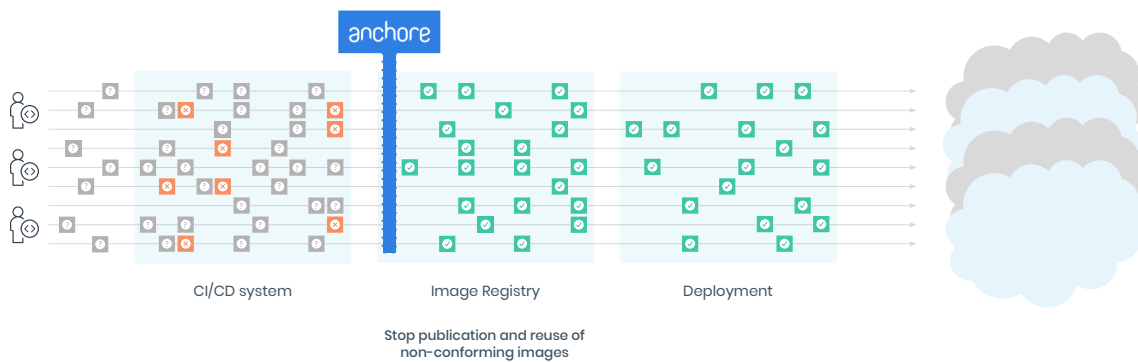 anchore
CI/CD system
Image Registry
Deployment
Stop publication and reuse of
non-conforming images